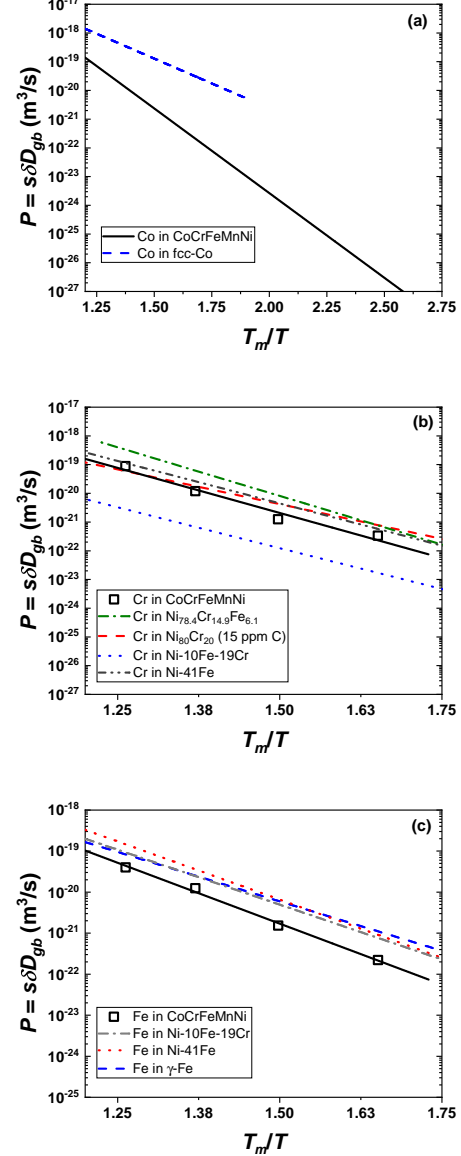 (a)
10⁻¹⁷
10⁻¹⁸
10⁻¹⁹
10⁻²⁰
10⁻²¹
10⁻²²
10⁻²³
10⁻²⁴
10⁻²⁵
10⁻²⁶
10⁻²⁷
P = sδD_gb (m³/s)
Co in CoCrFeMnNi
Co in fcc-Co
1.25 1.50 1.75 2.00 2.25 2.50 2.75
T_m/T
(b)
10⁻¹⁷
10⁻¹⁸
10⁻¹⁹
10⁻²⁰
10⁻²¹
10⁻²²
10⁻²³
10⁻²⁴
10⁻²⁵
10⁻²⁶
10⁻²⁷
P = sδD_gb (m³/s)
Cr in CoCrFeMnNi
Cr in Ni₇₈.₄Cr₁₄.₉Fe₆.₁
Cr in Ni₈₀Cr₂₀ (15 ppm C)
Cr in Ni-10Fe-19Cr
Cr in Ni-41Fe
1.25 1.38 1.50 1.63 1.75
T_m/T
(c)
10⁻¹⁸
10⁻¹⁹
10⁻²⁰
10⁻²¹
10⁻²²
10⁻²³
10⁻²⁴
10⁻²⁵
P = sδD_gb (m³/s)
Fe in CoCrFeMnNi
Fe in Ni-10Fe-19Cr
Fe in Ni-41Fe
Fe in γ-Fe
1.25 1.38 1.50 1.63 1.75
T_m/T